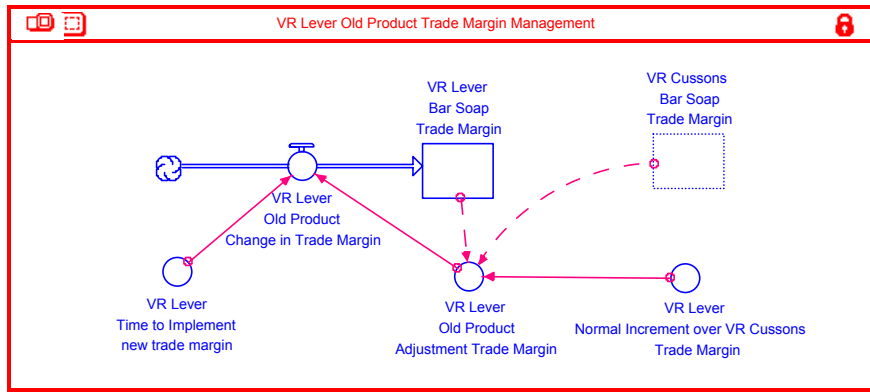 VR Lever Old Product Trade Margin Management
VR Lever
Bar Soap
Trade Margin
VR Cussons
Bar Soap
Trade Margin
VR Lever
Old Product
Change in Trade Margin
VR Lever
Time to Implement
new trade margin
VR Lever
Old Product
Adjustment Trade Margin
VR Lever
Normal Increment over VR Cussons
Trade Margin